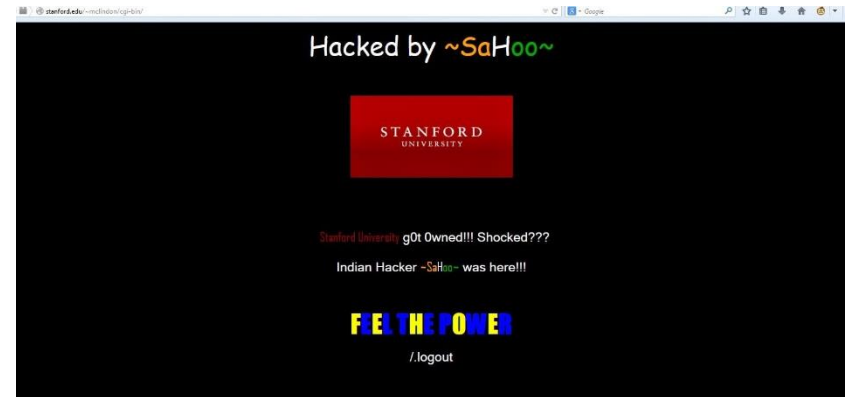 stanford.edu/~mclindon/cgi-bin/
Google
Hacked by ~SaHoo~
STANFORD
UNIVERSITY
Stanford University g0t 0wned!!! Shocked???
Indian Hacker ~SaHoo~ was here!!!
FEEL THE POWER
/.logout